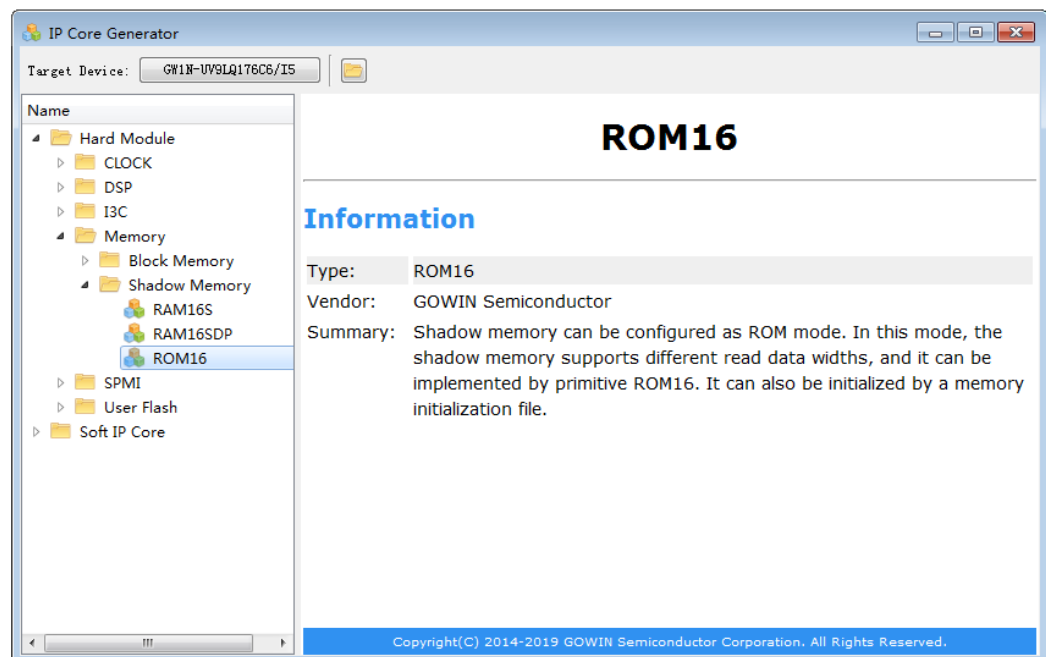 IP Core Generator
Target Device: GW1N-UV9LQ176C6/I5
Name
Hard Module
CLOCK
DSP
I3C
Memory
Block Memory
Shadow Memory
RAM16S
RAM16SDP
ROM16
SPMI
User Flash
Soft IP Core
ROM16
Information
Type: ROM16
Vendor: GOWIN Semiconductor
Summary: Shadow memory can be configured as ROM mode. In this mode, the
shadow memory supports different read data widths, and it can be
implemented by primitive ROM16. It can also be initialized by a memory
initialization file.
Copyright(C) 2014-2019 GOWIN Semiconductor Corporation. All Rights Reserved.